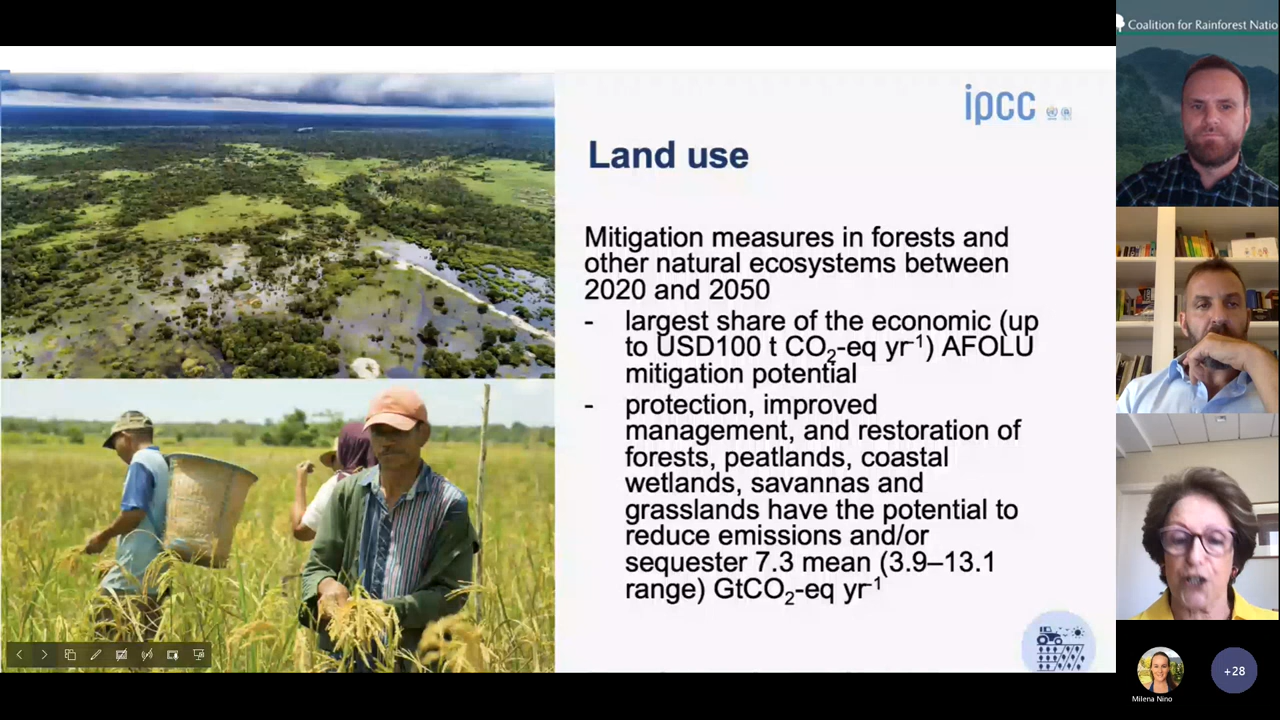 Coalition for Rainforest Natio
ipcc
Land use
Mitigation measures in forests and
other natural ecosystems between
2020 and 2050
- largest share of the economic (up
to USD100 t CO₂-eq yr⁻¹) AFOLU
mitigation potential
- protection, improved
management, and restoration of
forests, peatlands, coastal
wetlands, savannas and
grasslands have the potential to
reduce emissions and/or
sequester 7.3 mean (3.9–13.1
range) GtCO₂-eq yr⁻¹
Milena Nino
+28